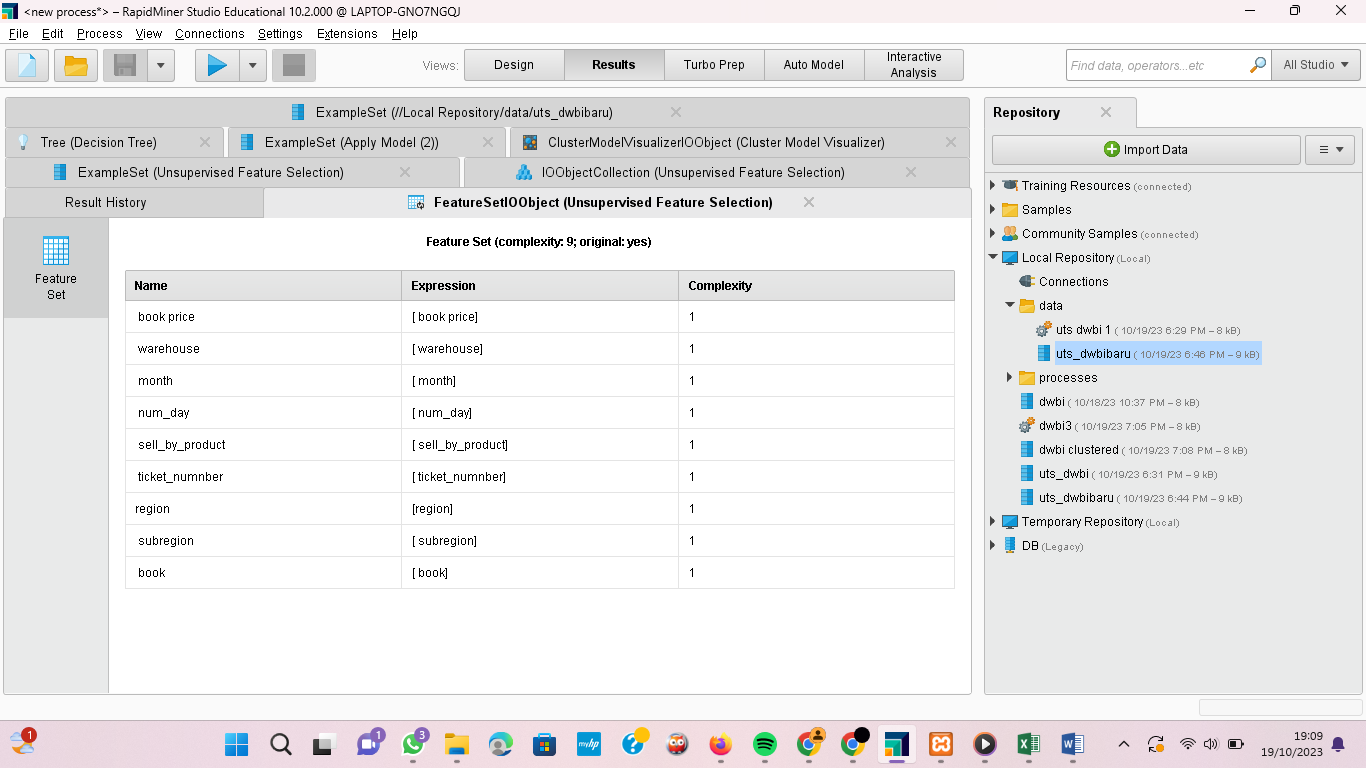 <new process*> – RapidMiner Studio Educational 10.2.000 @ LAPTOP-GNO7NGQJ
File Edit Process View Connections Settings Extensions Help
Views: Design Results Turbo Prep Auto Model Interactive Analysis
Find data, operators...etc All Studio
ExampleSet (//Local Repository/data/uts_dwbibaru)
Tree (Decision Tree) ExampleSet (Apply Model (2)) ClusterModelVisualizerIOObject (Cluster Model Visualizer)
ExampleSet (Unsupervised Feature Selection) IOObjectCollection (Unsupervised Feature Selection)
Result History FeatureSetIOObject (Unsupervised Feature Selection)
Feature
Set
Feature Set (complexity: 9; original: yes)
Name Expression Complexity
book price [ book price] 1
warehouse [ warehouse] 1
month [ month] 1
num_day [ num_day] 1
sell_by_product [ sell_by_product] 1
ticket_numnber [ ticket_numnber] 1
region [region] 1
subregion [ subregion] 1
book [ book] 1
Repository
Import Data
Training Resources (connected)
Samples
Community Samples (connected)
Local Repository (Local)
Connections
data
uts dwbi 1 ( 10/19/23 6:29 PM – 8 kB)
uts_dwbibaru ( 10/19/23 6:46 PM – 9 kB)
processes
dwbi ( 10/18/23 10:37 PM – 8 kB)
dwbi3 ( 10/19/23 7:05 PM – 8 kB)
dwbi clustered ( 10/19/23 7:08 PM – 8 kB)
uts_dwbi ( 10/19/23 6:31 PM – 9 kB)
uts_dwbibaru ( 10/19/23 6:44 PM – 9 kB)
Temporary Repository (Local)
DB (Legacy)
1
1
3
myhp
19:09
19/10/2023